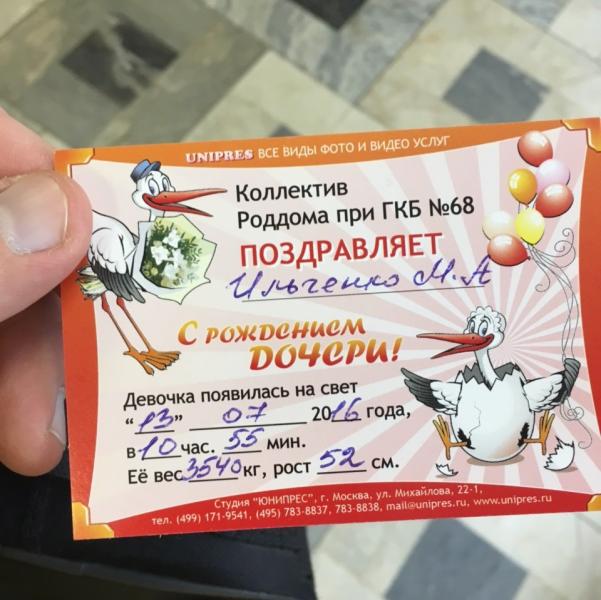 UNIPRES ВСЕ ВИДЫ ФОТО И ВИДЕО УСЛУГ
Коллектив
Роддома при ГКБ №68
ПОЗДРАВЛЯЕТ
Ильченко М.А
С РОЖДЕНИЕМ
ДОЧЕРИ!
Девочка появилась на свет
"13" 07 2016 года,
в 10 час. 55 мин.
Её вес 3540 кг, рост 52 см.
Студия "ЮНИПРЕС", г. Москва, ул. Михайлова, 22-1,
тел. (499) 171-9541, (495) 783-8837, 783-8838, mail@unipres.ru, www.unipres.ru